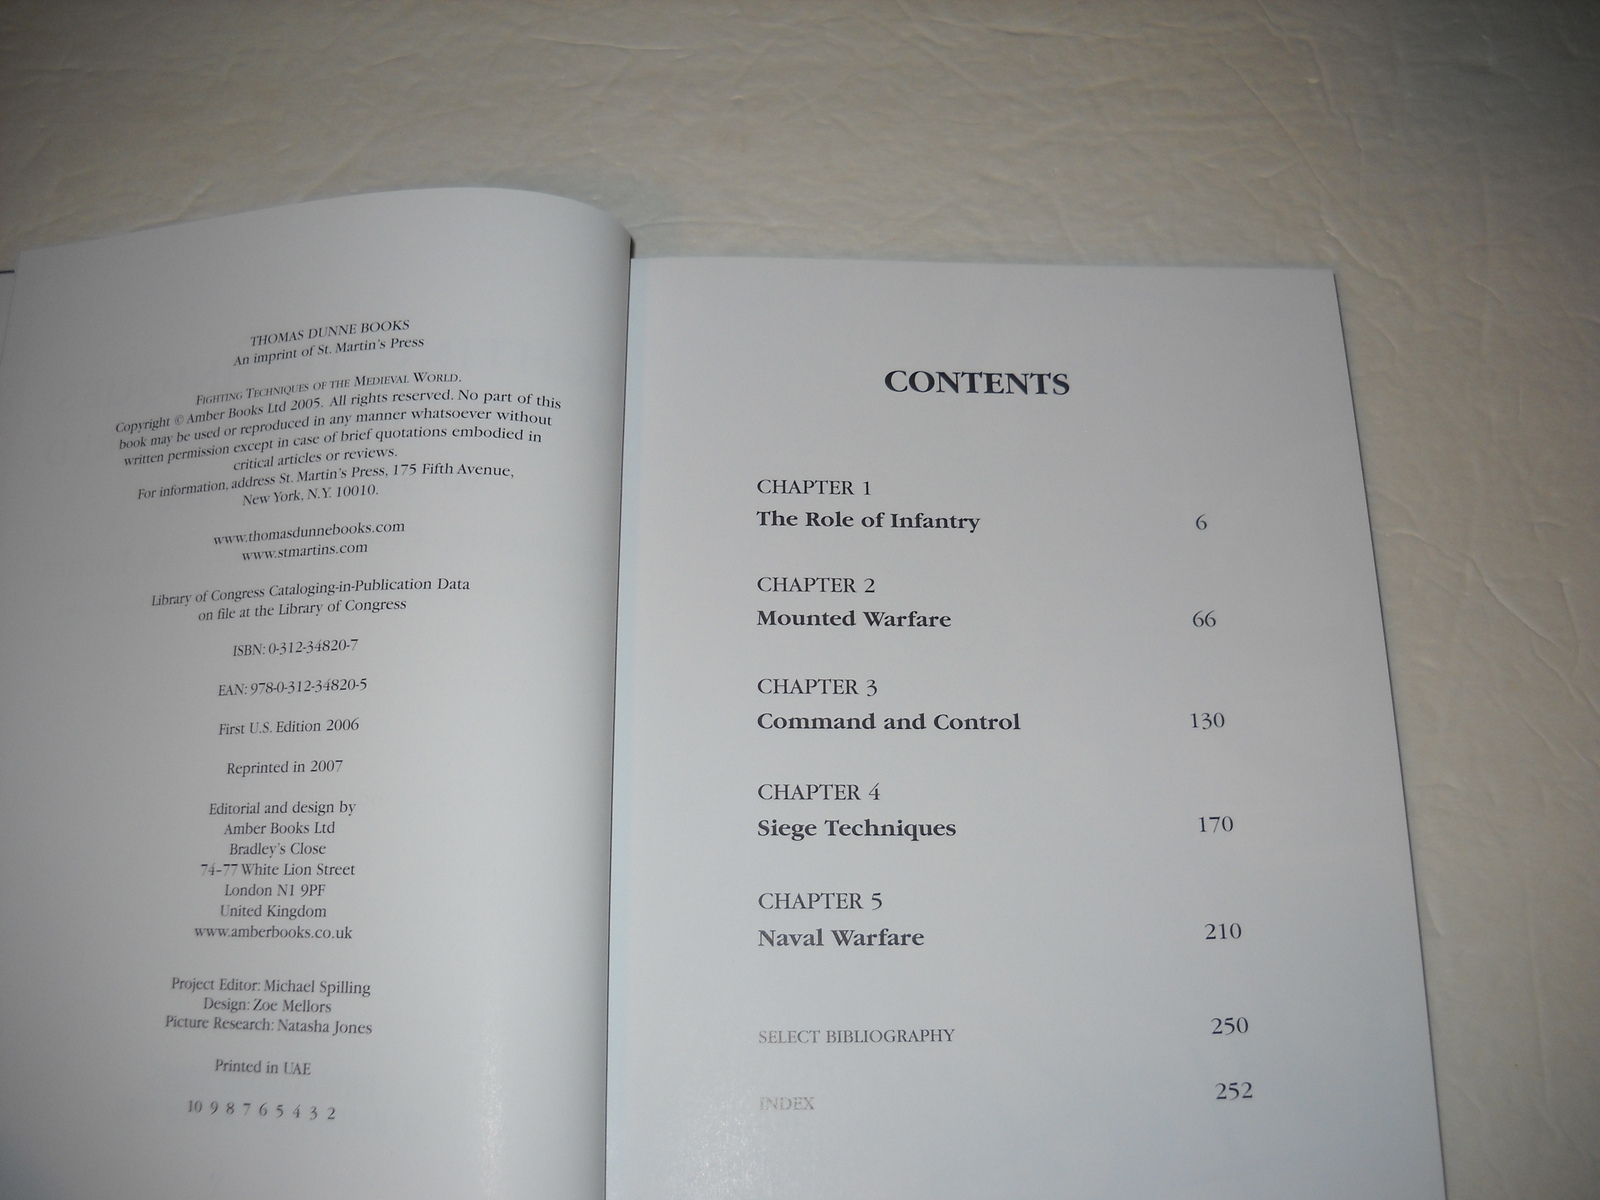 THOMAS DUNNE BOOKS
An imprint of St. Martin's Press
FIGHTING TECHNIQUES OF THE MEDIEVAL WORLD.
Copyright © Amber Books Ltd 2005. All rights reserved. No part of this
book may be used or reproduced in any manner whatsoever without
written permission except in case of brief quotations embodied in
critical articles or reviews.
For information, address St. Martin's Press, 175 Fifth Avenue,
New York, N.Y. 10010.
www.thomasdunnebooks.com
www.stmartins.com
Library of Congress Cataloging-in-Publication Data
on file at the Library of Congress
ISBN: 0-312-34820-7
EAN: 978-0-312-34820-5
First U.S. Edition 2006
Reprinted in 2007
Editorial and design by
Amber Books Ltd
Bradley's Close
74–77 White Lion Street
London N1 9PF
United Kingdom
www.amberbooks.co.uk
Project Editor: Michael Spilling
Design: Zoe Mellors
Picture Research: Natasha Jones
Printed in UAE
10 9 8 7 6 5 4 3 2
CONTENTS
CHAPTER 1
The Role of Infantry 6
CHAPTER 2
Mounted Warfare 66
CHAPTER 3
Command and Control 130
CHAPTER 4
Siege Techniques 170
CHAPTER 5
Naval Warfare 210
SELECT BIBLIOGRAPHY 250
INDEX 252